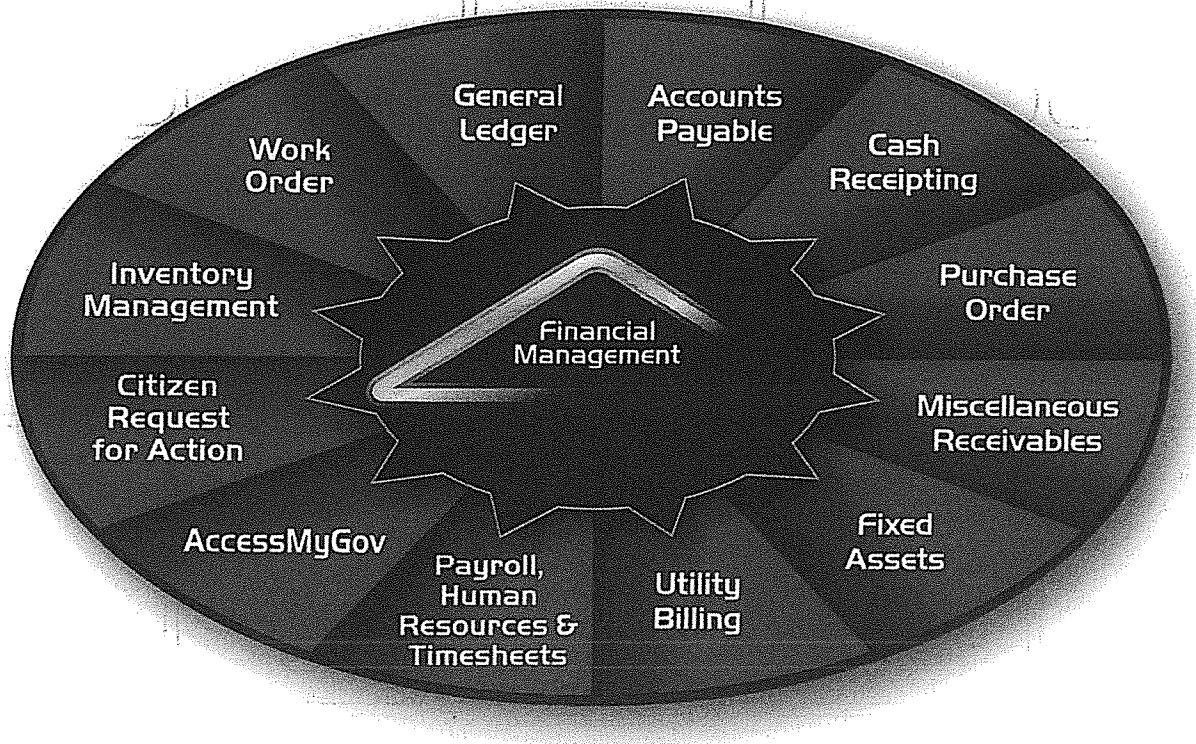 General
Ledger
Accounts
Payable
Cash
Receipting
Purchase
Order
Miscellaneous
Receivables
Fixed
Assets
Utility
Billing
Payroll,
Human
Resources &
Timesheets
AccessMyGov
Citizen
Request
for Action
Inventory
Management
Work
Order
Financial
Management